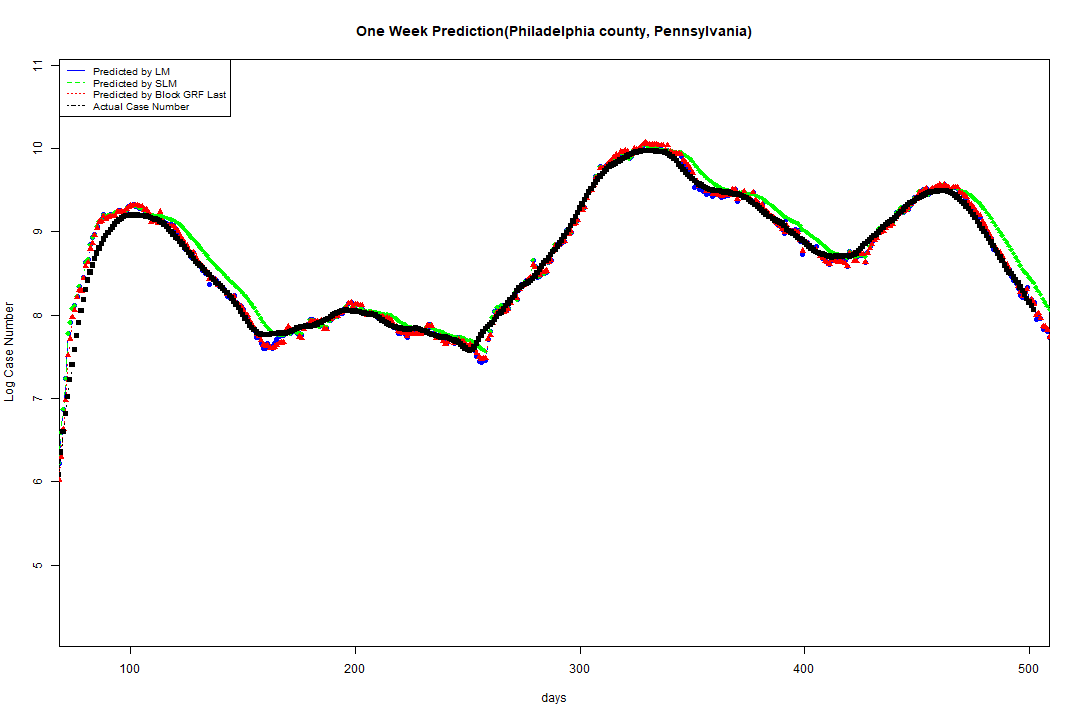 One Week Prediction(Philadelphia county, Pennsylvania)
Predicted by LM
Predicted by SLM
Predicted by Block GRF Last
Actual Case Number
11
10
9
8
7
6
5
Log Case Number
100
200
300
400
500
days